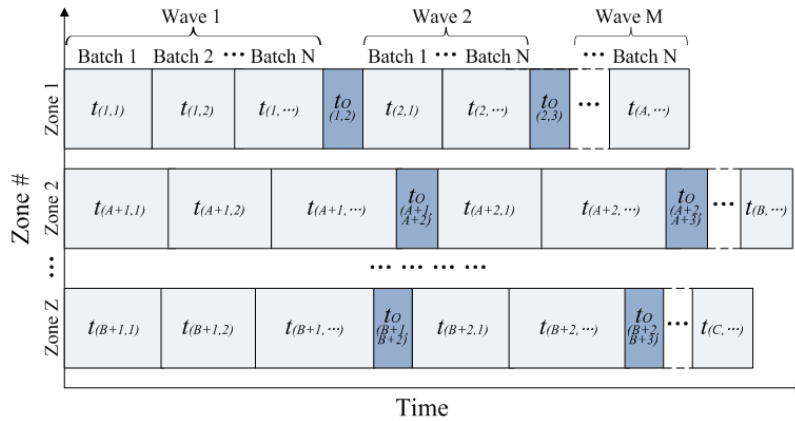 Wave 1 Wave 2 Wave M
Batch 1 Batch 2 ••• Batch N Batch 1 ••• Batch N ••• Batch N
Zone 1
t(1,1) t(1,2) t(1,···) tO (1,2) t(2,1) t(2,···) tO (2,3) ••• t(A,···)
Zone 2
t(A+1,1) t(A+1,2) t(A+1,···) tO (A+1, A+2) t(A+2,1) t(A+2,···) tO (A+2, A+3) ••• t(B,···)
••• ••• ••• ••• •••
Zone Z
t(B+1,1) t(B+1,2) t(B+1,···) tO (B+1, B+2) t(B+2,1) t(B+2,···) tO (B+2, B+3) ••• t(C,···)
Zone #
Time